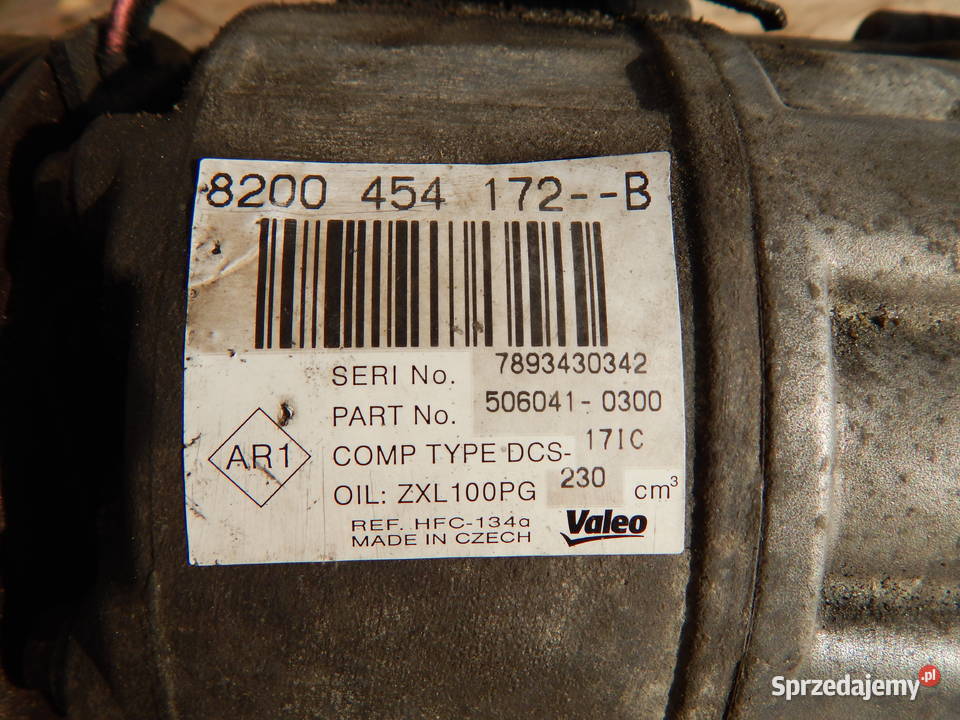 8200 454 172--B
SERI No. 7893430342
PART No. 506041-0300
AR1
COMP TYPE DCS-17IC
OIL: ZXL100PG 230 cm³
REF. HFC-134a
MADE IN CZECH
Valeo
Sprzedajemy.pl